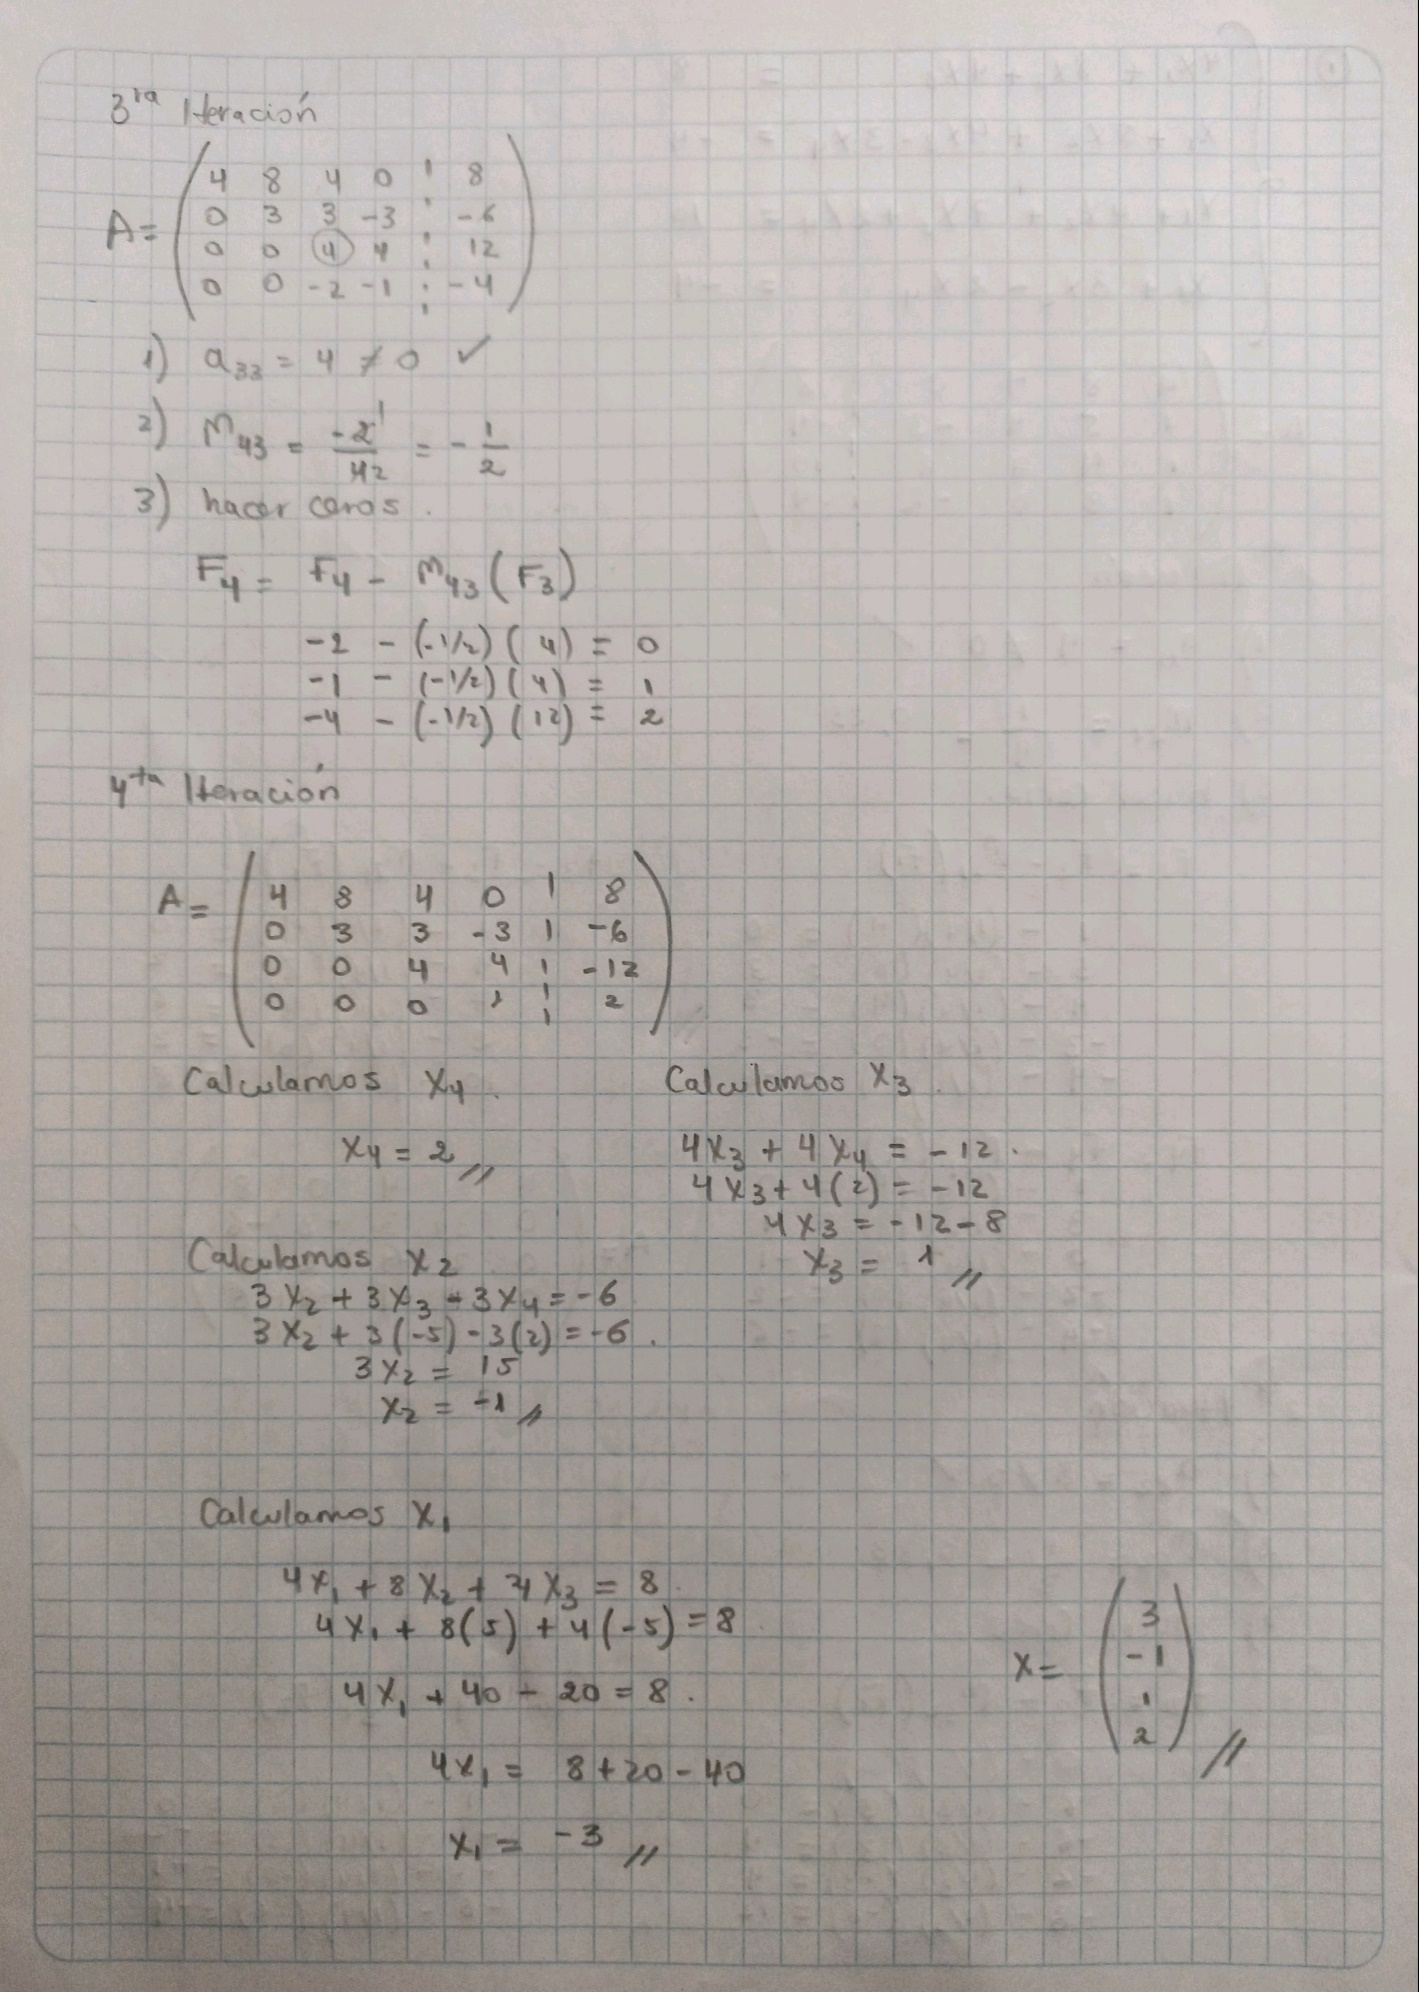 3ra Iteración
A= ( 4 8 4 0 ¦ 8
0 3 3 -3 ¦ -6
0 0 4 4 ¦ 12
0 0 -2 -1 ¦ -4 )
1) a33 = 4 ≠ 0 ✓
2) M43 = -2 1 / 4 2 = - 1/2
3) hacer ceros.
F4 = F4 - M43 (F3)
-2 - (-1/2) ( 4) = 0
-1 - (-1/2) ( 4) = 1
-4 - (-1/2) ( 12) = 2
4ta Iteración
A= ( 4 8 4 0 ¦ 8
0 3 3 -3 ¦ -6
0 0 4 4 ¦ -12
0 0 0 1 ¦ 2 )
Calculamos X4.
X4 = 2 //
Calculamos X3.
4X3 + 4X4 = -12.
4X3 + 4(2) = -12
4X3 = -12-8
X3 = 1 //
Calculamos X2
3X2 + 3X3 - 3X4 = -6
3X2 + 3(-5) - 3(2) = -6.
3X2 = 15
X2 = -1 //
Calculamos X1
4X1 + 8X2 + 4X3 = 8.
4X1 + 8(5) + 4(-5) = 8
4X1 + 40 - 20 = 8.
4X1 = 8+20-40
X1 = -3 //
X= ( 3
-1
1
2 ) //